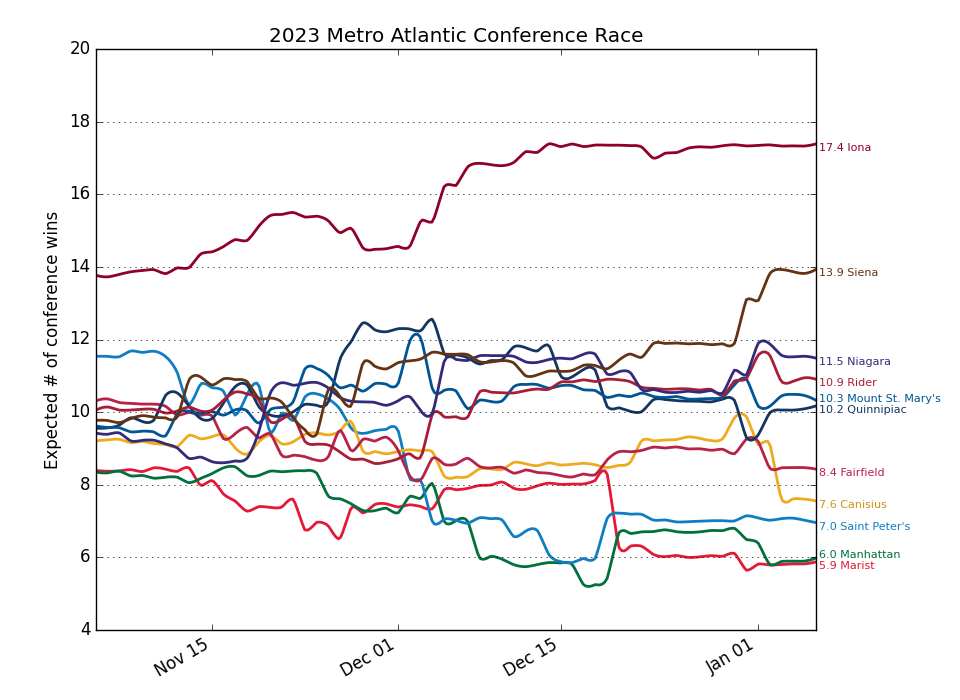 2023 Metro Atlantic Conference Race
Expected # of conference wins
20
18
16
14
12
10
8
6
4
17.4 Iona
13.9 Siena
11.5 Niagara
10.9 Rider
10.3 Mount St. Mary's
10.2 Quinnipiac
8.4 Fairfield
7.6 Canisius
7.0 Saint Peter's
6.0 Manhattan
5.9 Marist
Nov 15
Dec 01
Dec 15
Jan 01